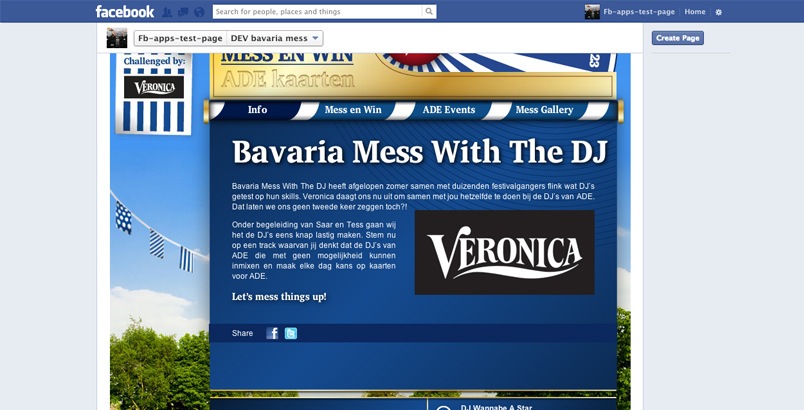 facebook
Search for people, places and things
Fb-apps-test-page
Home
Fb-apps-test-page
DEV bavaria mess
Create Page
Challenged by:
VERONICA
MESS EN WIN
ADE kaarten
Info
Mess en Win
ADE Events
Mess Gallery
Bavaria Mess With The DJ
Bavaria Mess With The DJ heeft afgelopen zomer samen met duizenden festivalgangers flink wat DJ's
getest op hun skills. Veronica daagt ons nu uit om samen met jou hetzelfde te doen bij de DJ's van ADE.
Dat laten we ons geen tweede keer zeggen toch?!
Onder begeleiding van Saar en Tess gaan wij
het de DJ's eens knap lastig maken. Stem nu
op een track waarvan jij denkt dat de DJ's van
ADE die met geen mogelijkheid kunnen
inmixen en maak elke dag kans op kaarten
voor ADE.
VERONICA
Let's mess things up!
Share
DJ Wannabe A Star